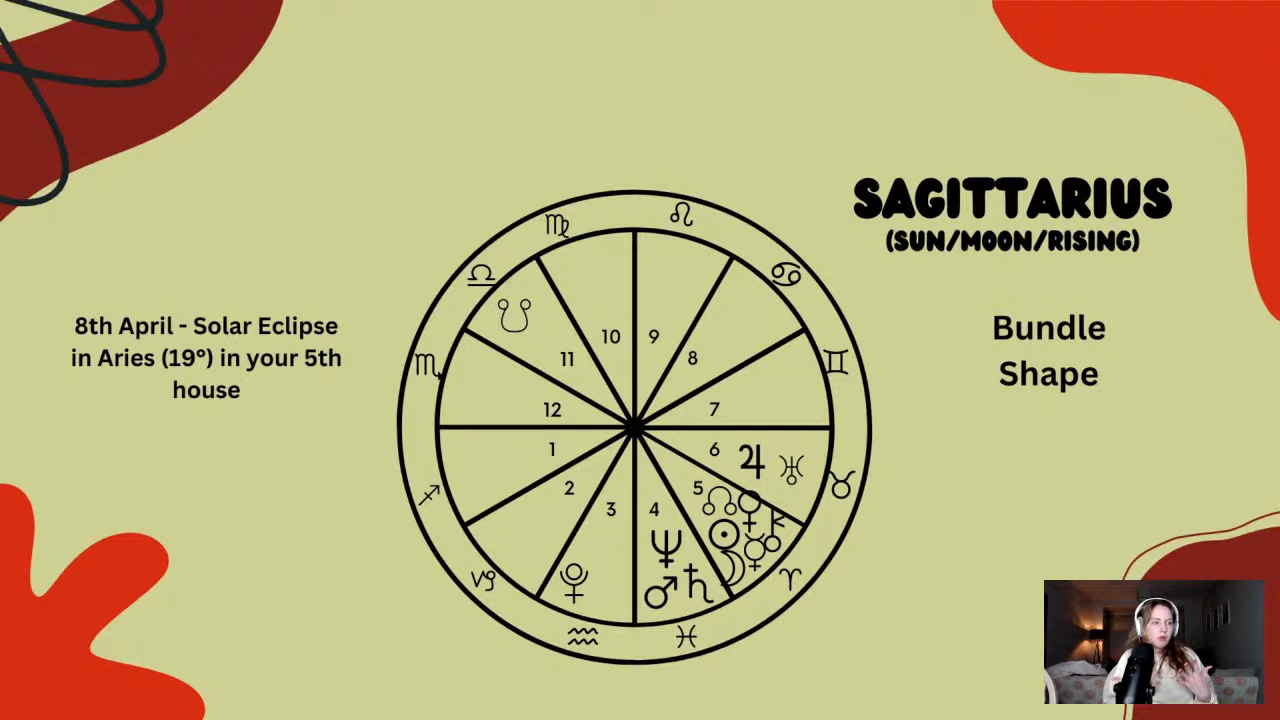 SAGITTARIUS
(SUN/MOON/RISING)
8th April - Solar Eclipse
in Aries (19°) in your 5th
house
Bundle
Shape
10
9
11
8
12
7
1
6
2
5
3
4